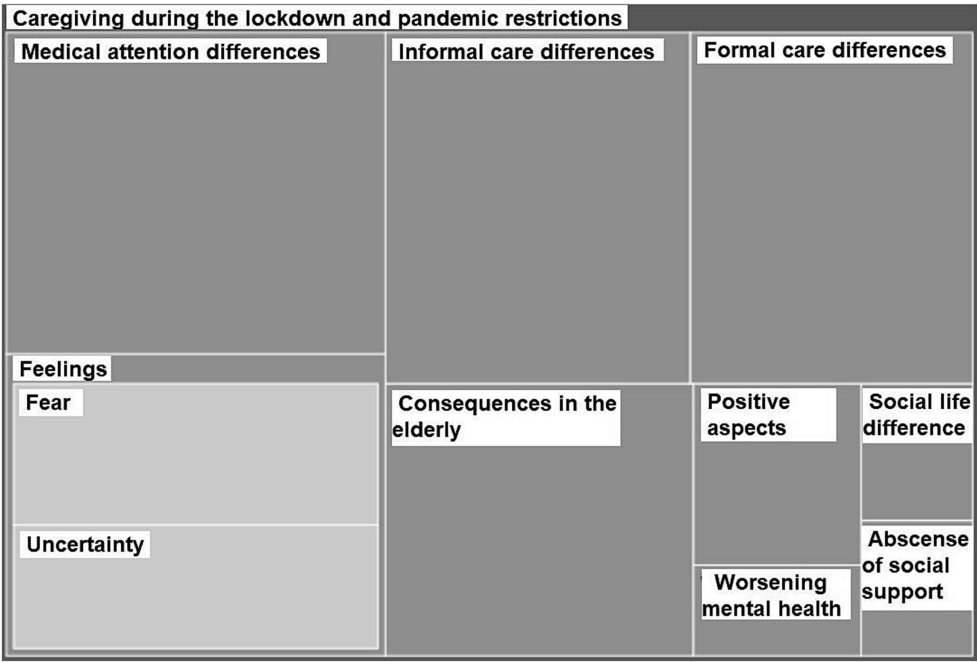 Caregiving during the lockdown and pandemic restrictions
Medical attention differences
Informal care differences
Formal care differences
Feelings
Fear
Uncertainty
Consequences in the
elderly
Positive
aspects
Social life
difference
Worsening
mental health
Abscense
of social
support